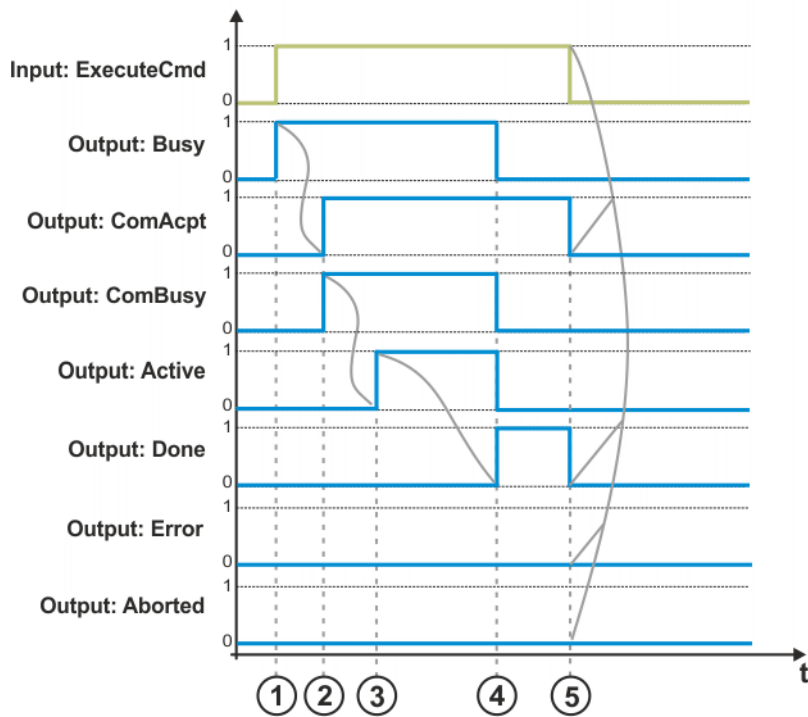 1
Input: ExecuteCmd
0
1
Output: Busy
0
1
Output: ComAcpt
0
1
Output: ComBusy
0
1
Output: Active
0
1
Output: Done
0
1
Output: Error
0
1
Output: Aborted
0
t
1 2 3 4 5